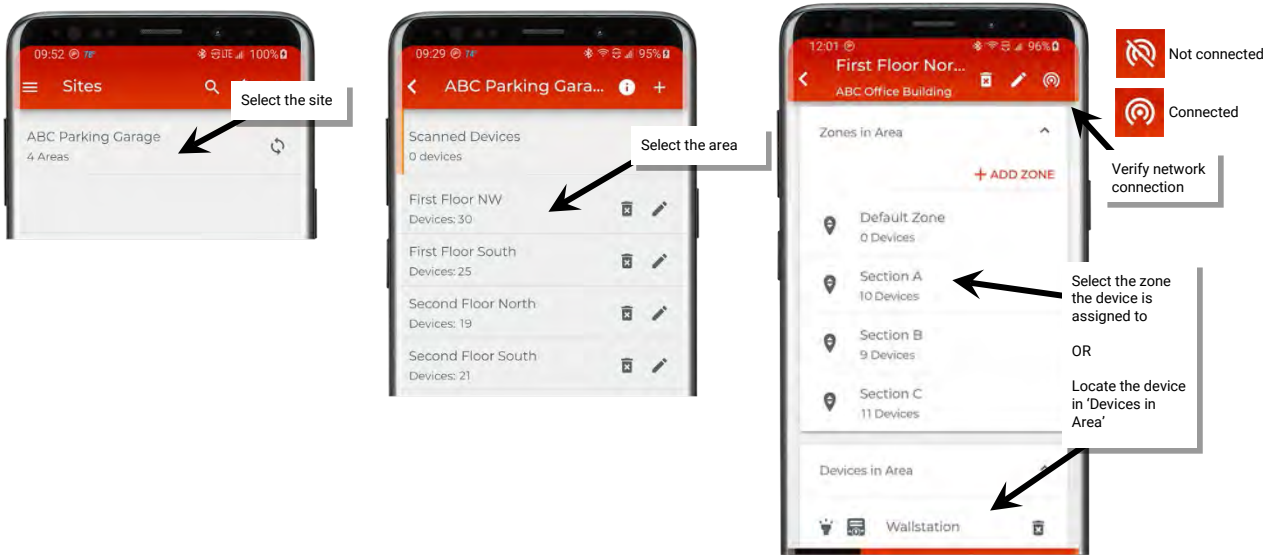 09:52 78° LTE 100%
Sites
Select the site
ABC Parking Garage
4 Areas
09:29 74° 95%
ABC Parking Gara...
Scanned Devices
0 devices
Select the area
First Floor NW
Devices: 30
First Floor South
Devices: 25
Second Floor North
Devices: 19
Second Floor South
Devices: 21
12:01 96%
First Floor Nor...
ABC Office Building
Not connected
Connected
Verify network
connection
Zones in Area
+ ADD ZONE
Default Zone
0 Devices
Section A
10 Devices
Section B
9 Devices
Section C
11 Devices
Select the zone
the device is
assigned to
OR
Locate the device
in ‘Devices in
Area’
Devices in Area
Wallstation